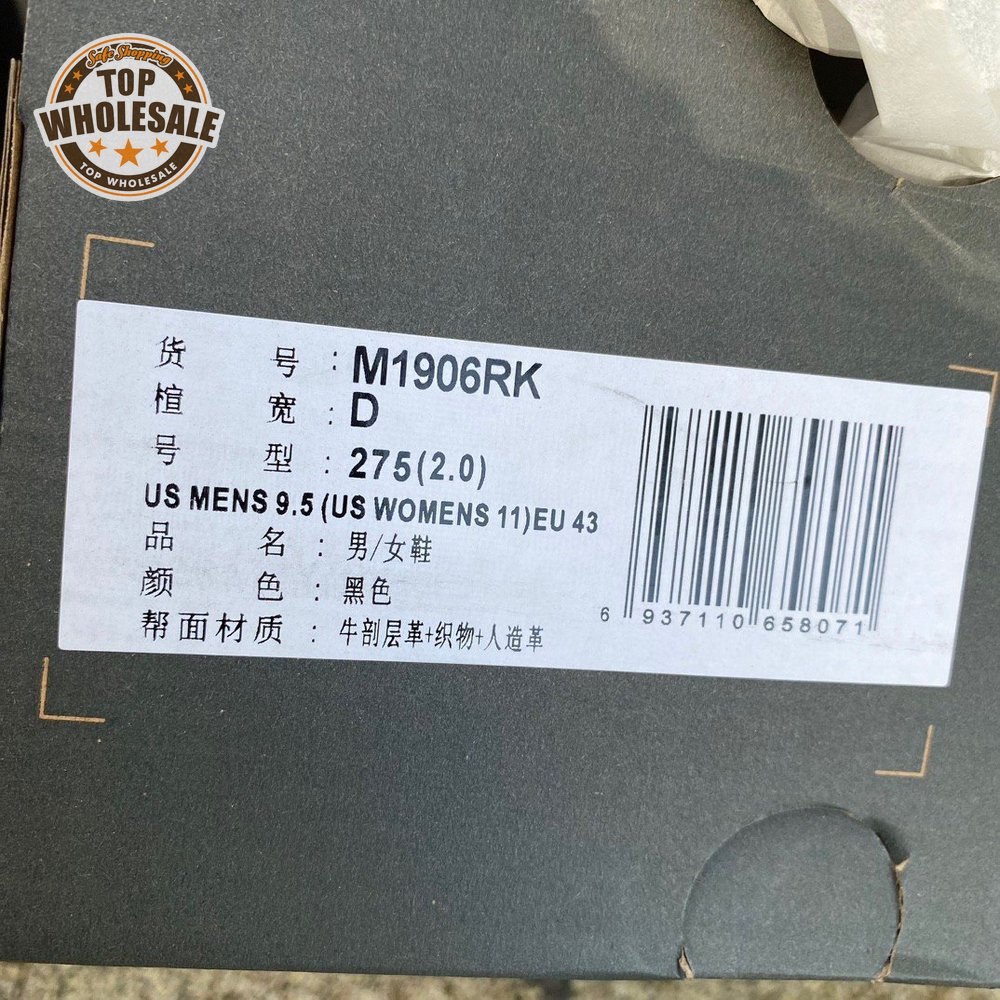 Safe Shopping
TOP
WHOLESALE
TOP WHOLESALE
货 号 : M1906RK
楦 宽 : D
号 型 : 275(2.0)
US MENS 9.5 (US WOMENS 11)EU 43
品 名 : 男/女鞋
颜 色 : 黑色
帮面材质 : 牛剖层革+织物+人造革
6 937110 658071